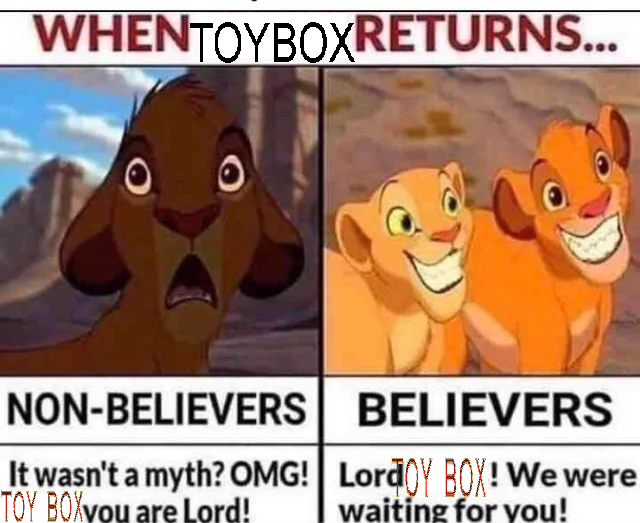 WHEN TOYBOX RETURNS...
NON-BELIEVERS
BELIEVERS
It wasn't a myth? OMG!
TOY BOX you are Lord!
Lord TOY BOX! We were
waiting for you!